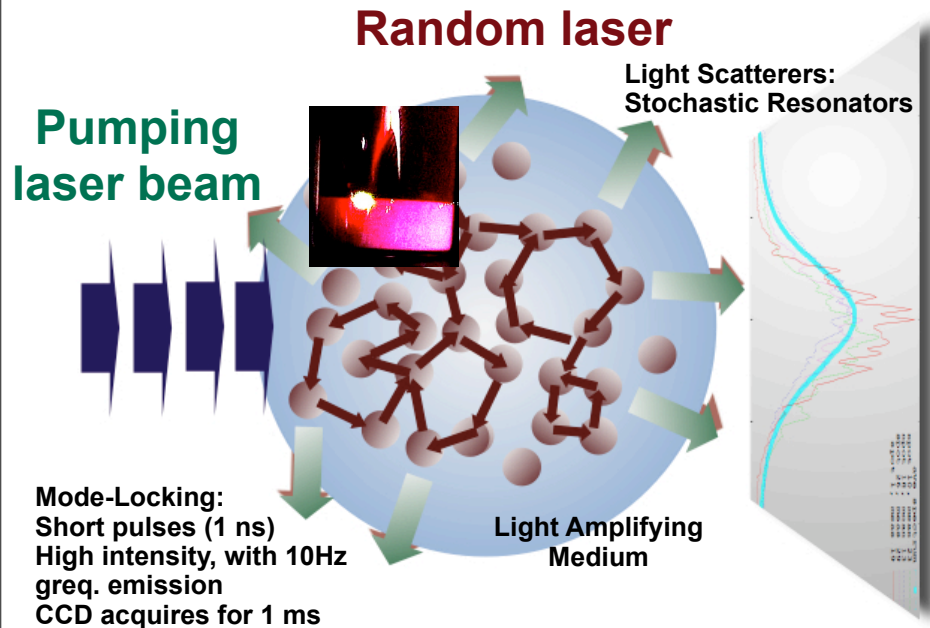 Random laser
Light Scatterers:
Stochastic Resonators
Pumping
laser beam
Mode-Locking:
Short pulses (1 ns)
High intensity, with 10Hz
greq. emission
CCD acquires for 1 ms
Light Amplifying
Medium